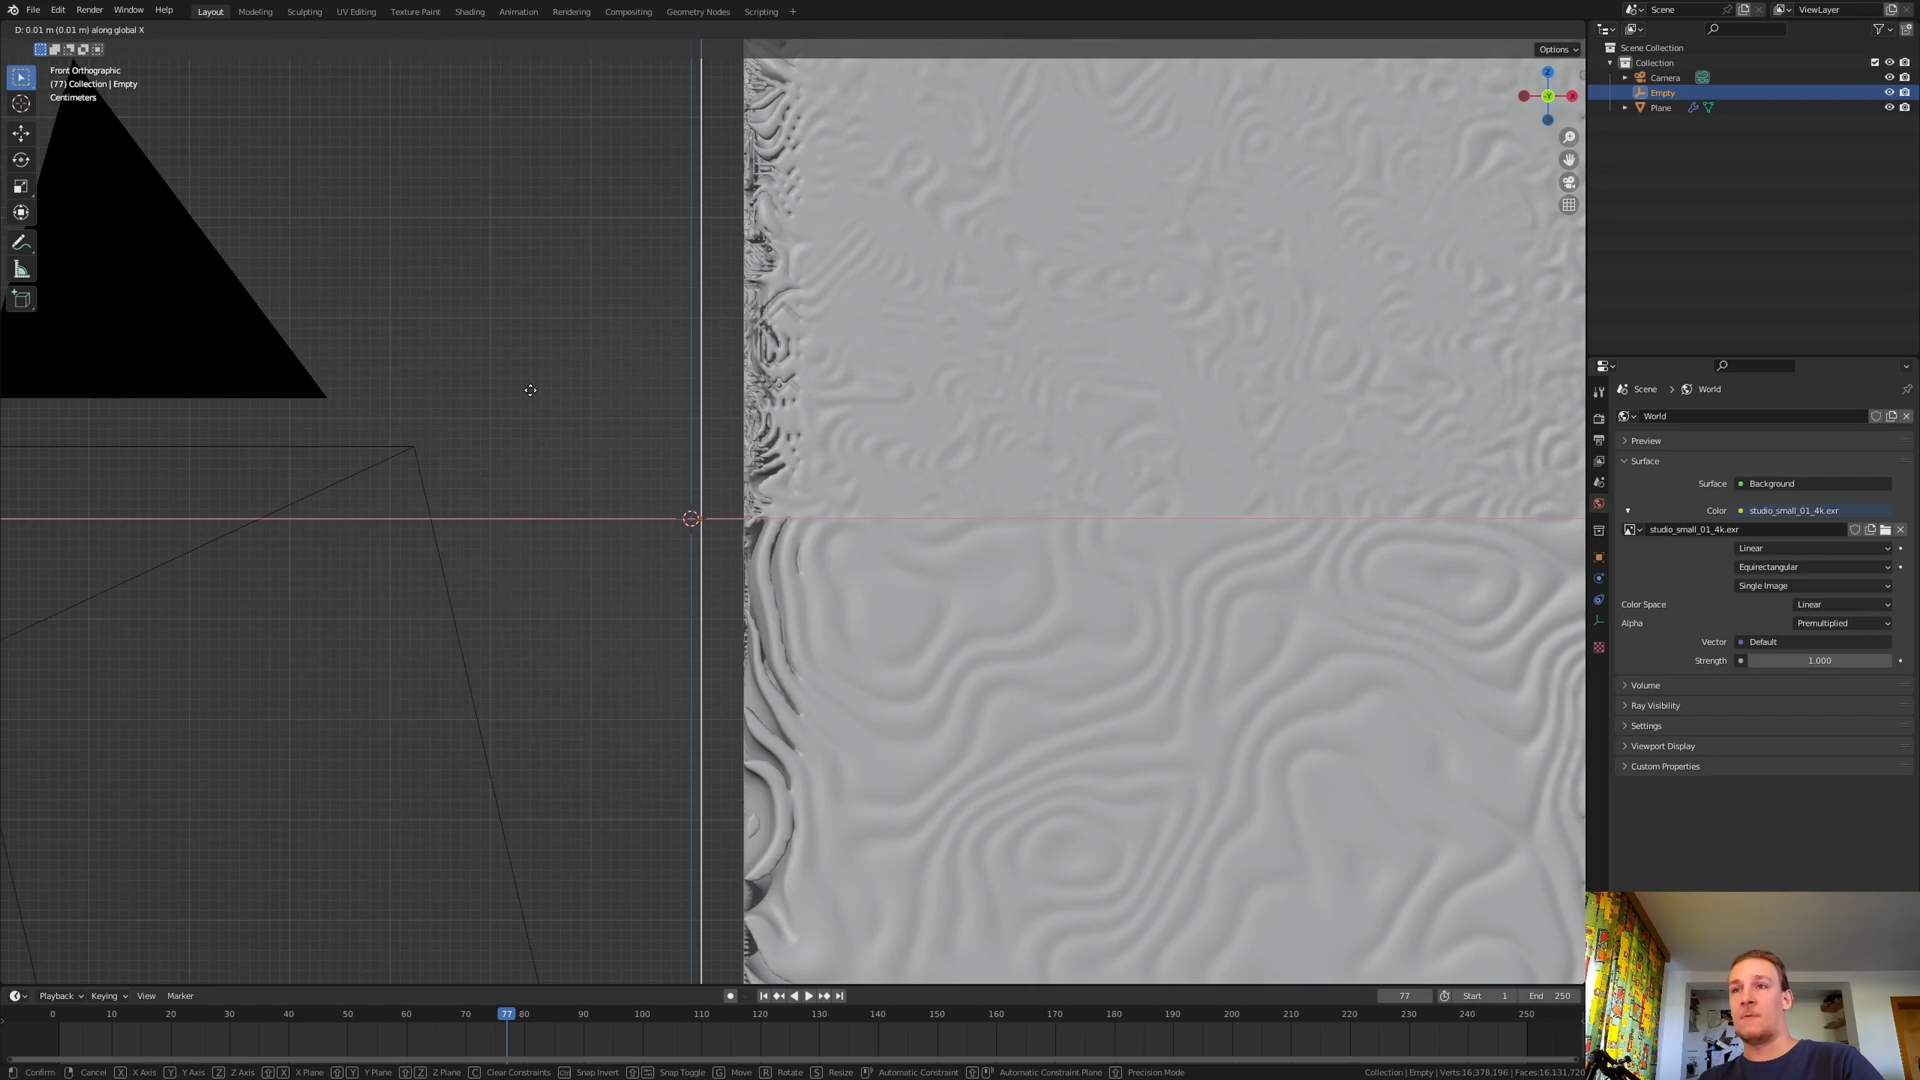 File Edit Render Window Help Layout Modeling Sculpting UV Editing Texture Paint Shading Animation Rendering Compositing Geometry Nodes Scripting + Scene ViewLayer
D: 0.01 m (0.01 m) along global X
Options
Front Orthographic
(77) Collection | Empty
Centimeters
Z
-Y
X
Scene Collection
Collection
Camera
Empty
Plane
Scene > World
World
Preview
Surface
Surface Background
Color studio_small_01_4k.exr
studio_small_01_4k.exr
Linear
Equirectangular
Single Image
Color Space Linear
Alpha Premultiplied
Vector Default
Strength 1.000
Volume
Ray Visibility
Settings
Viewport Display
Custom Properties
Playback Keying View Marker 77 Start 1 End 250
0 10 20 30 40 50 60 70 77 80 90 100 110 120 130 140 150 160 170 180 190 200 210 220 230 240 250
Confirm Cancel X X Axis Y Y Axis Z Z Axis X X Plane Y Y Plane Z Z Plane C Clear Constraints Ctrl Snap Invert Snap Toggle G Move R Rotate S Resize Automatic Constraint Automatic Constraint Plane Precision Mode Collection | Empty | Verts:16,378,196 | Faces:16,131,720